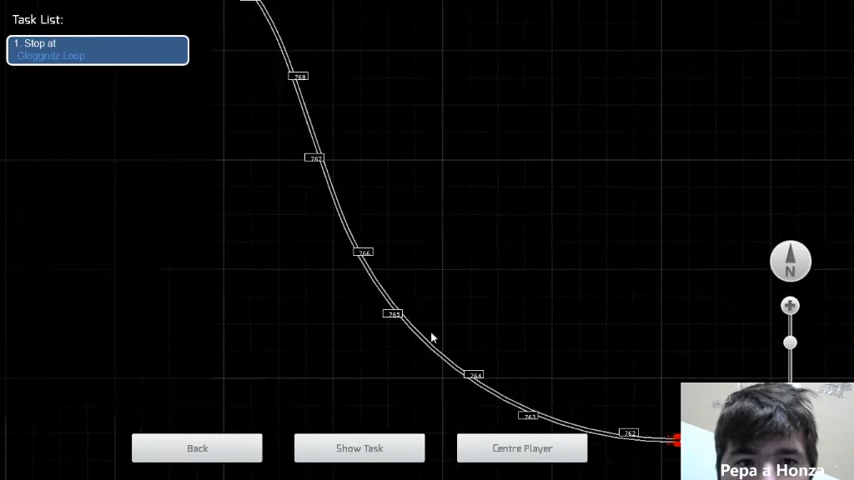 Task List:
1. Stop at
Gloggnitz Loop
768
767
766
765
764
763
762
N
Back
Show Task
Centre Player
Pepa a Honza